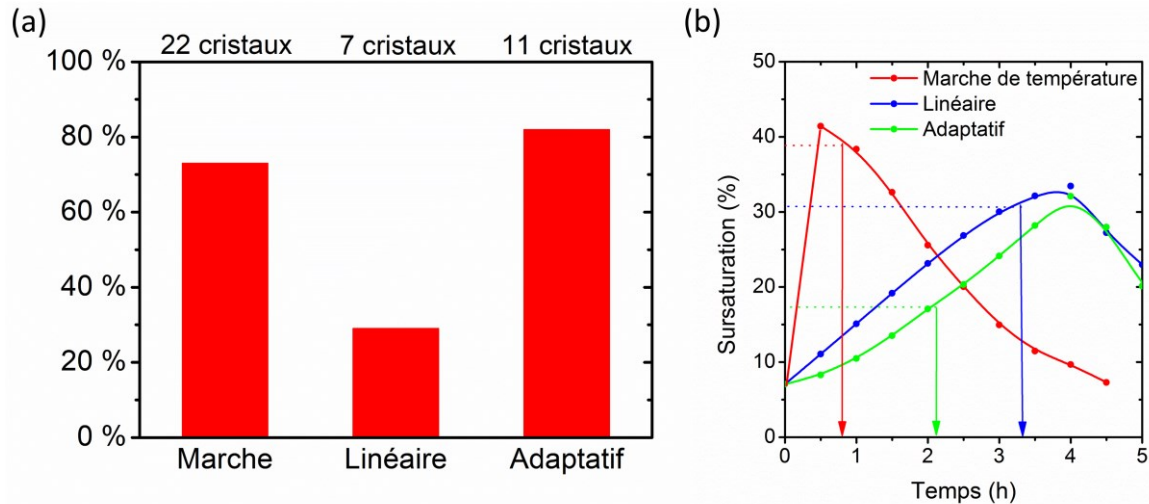 (a)
22 cristaux 7 cristaux 11 cristaux
100 %
80 %
60 %
40 %
20 %
0 %
Marche Linéaire Adaptatif
(b)
Marche de température
Linéaire
Adaptatif
Sursaturation (%)
50
40
30
20
10
0
0 1 2 3 4 5
Temps (h)